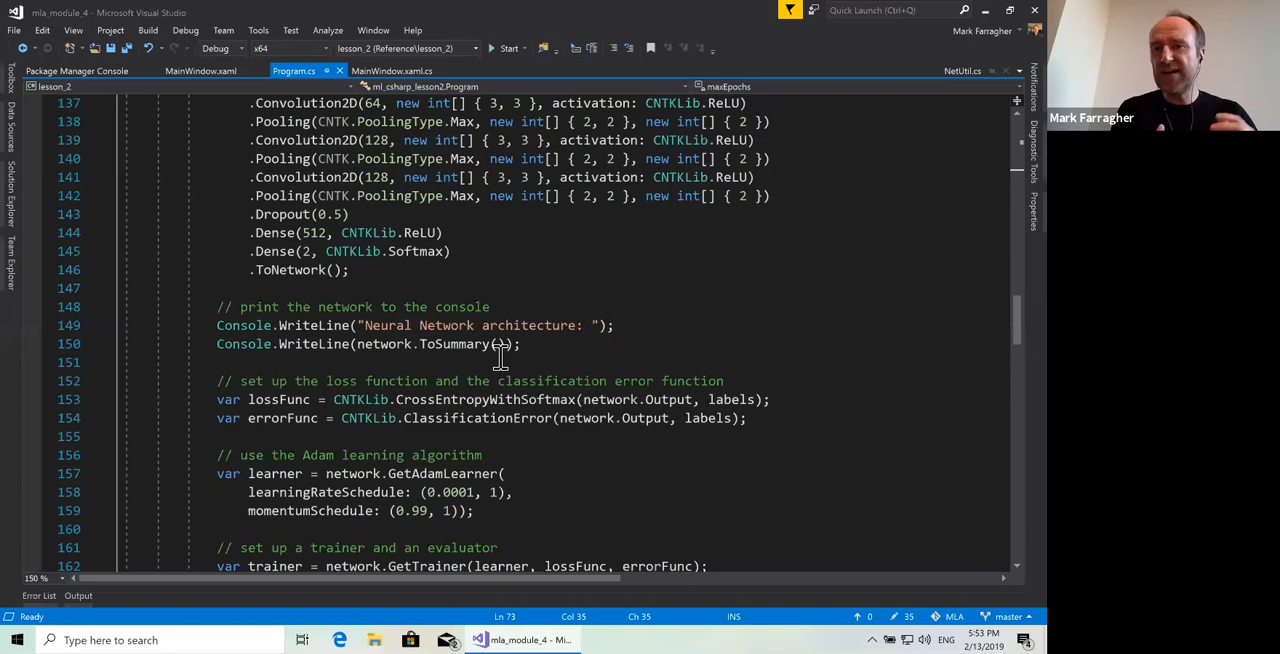 mla_module_4 - Microsoft Visual Studio
Quick Launch (Ctrl+Q)
File Edit View Project Build Debug Team Tools Test Analyze Window Help
Mark Farragher
Debug x64 lesson_2 (Reference\lesson_2) Start
Package Manager Console MainWindow.xaml Program.cs MainWindow.xaml.cs NetUtil.cs
lesson_2 ml_csharp_lesson2.Program maxEpochs
Toolbox
Data Sources
Solution Explorer
Team Explorer
Notifications
Diagnostic Tools
Properties
Mark Farragher
137 .Convolution2D(64, new int[] { 3, 3 }, activation: CNTKLib.ReLU)
138 .Pooling(CNTK.PoolingType.Max, new int[] { 2, 2 }, new int[] { 2 })
139 .Convolution2D(128, new int[] { 3, 3 }, activation: CNTKLib.ReLU)
140 .Pooling(CNTK.PoolingType.Max, new int[] { 2, 2 }, new int[] { 2 })
141 .Convolution2D(128, new int[] { 3, 3 }, activation: CNTKLib.ReLU)
142 .Pooling(CNTK.PoolingType.Max, new int[] { 2, 2 }, new int[] { 2 })
143 .Dropout(0.5)
144 .Dense(512, CNTKLib.ReLU)
145 .Dense(2, CNTKLib.Softmax)
146 .ToNetwork();
147
148 // print the network to the console
149 Console.WriteLine("Neural Network architecture: ");
150 Console.WriteLine(network.ToSummary());
151
152 // set up the loss function and the classification error function
153 var lossFunc = CNTKLib.CrossEntropyWithSoftmax(network.Output, labels);
154 var errorFunc = CNTKLib.ClassificationError(network.Output, labels);
155
156 // use the Adam learning algorithm
157 var learner = network.GetAdamLearner(
158 learningRateSchedule: (0.0001, 1),
159 momentumSchedule: (0.99, 1));
160
161 // set up a trainer and an evaluator
162 var trainer = network.GetTrainer(learner, lossFunc, errorFunc);
150 %
Error List Output
Ready Ln 73 Col 35 Ch 35 INS 0 35 MLA master
Type here to search
2
mla_module_4 - Mi...
ENG
5:53 PM
2/13/2019
4